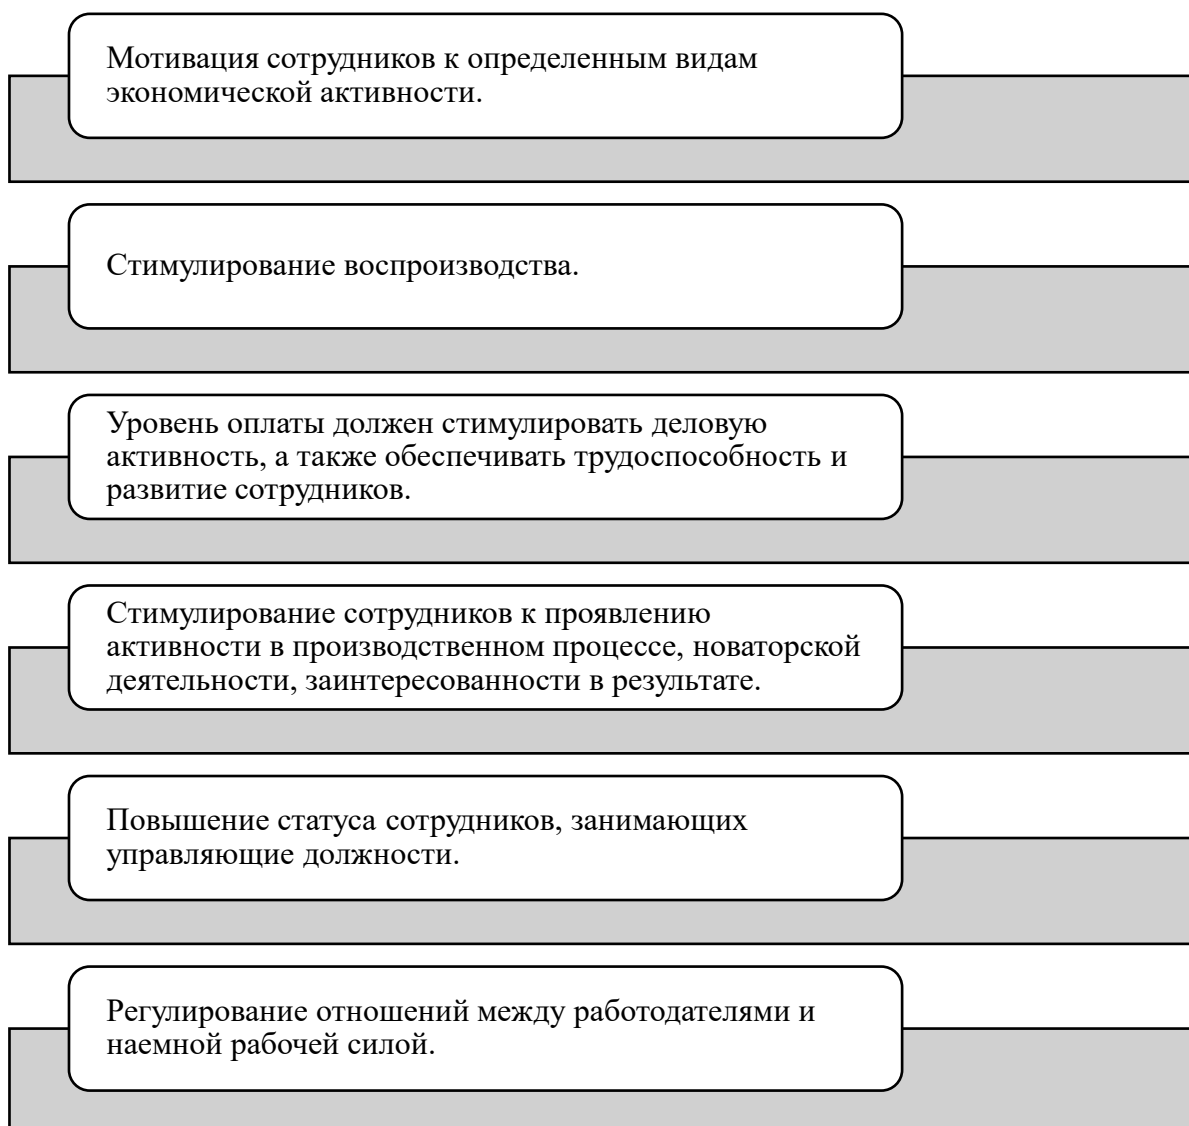 Мотивация сотрудников к определенным видам
экономической активности.
Стимулирование воспроизводства.
Уровень оплаты должен стимулировать деловую
активность, а также обеспечивать трудоспособность и
развитие сотрудников.
Стимулирование сотрудников к проявлению
активности в производственном процессе, новаторской
деятельности, заинтересованности в результате.
Повышение статуса сотрудников, занимающих
управляющие должности.
Регулирование отношений между работодателями и
наемной рабочей силой.